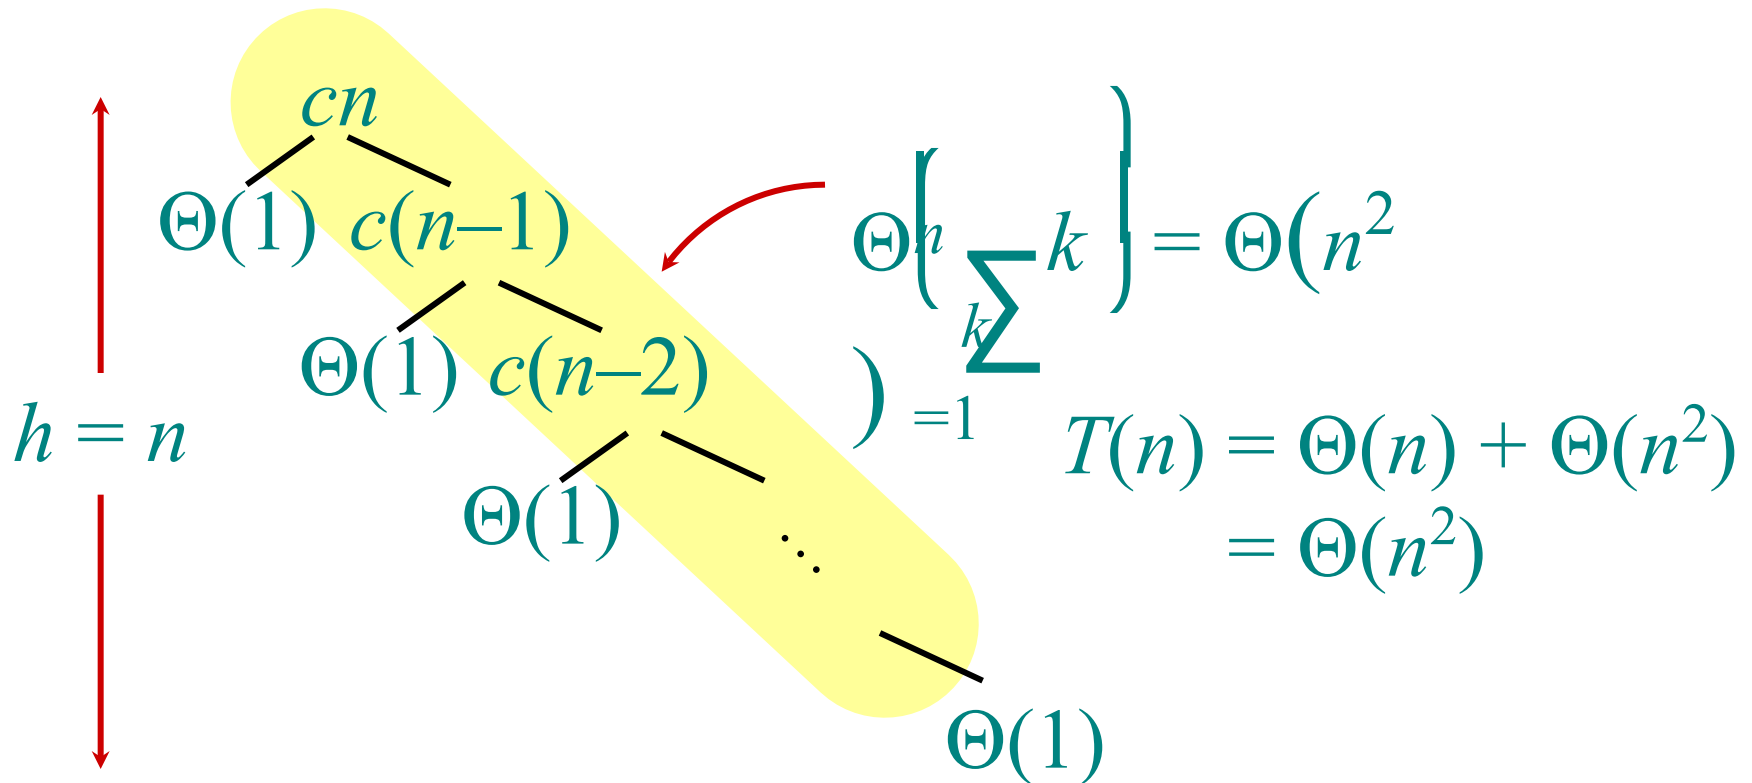 cn
Θ(1) c(n–1)
Θ(1) c(n–2)
Θ(1)
⋱
Θ(1)
h = n
Θ( n ∑ k ) = Θ(n²
k
) =1
T(n) = Θ(n) + Θ(n²)
= Θ(n²)